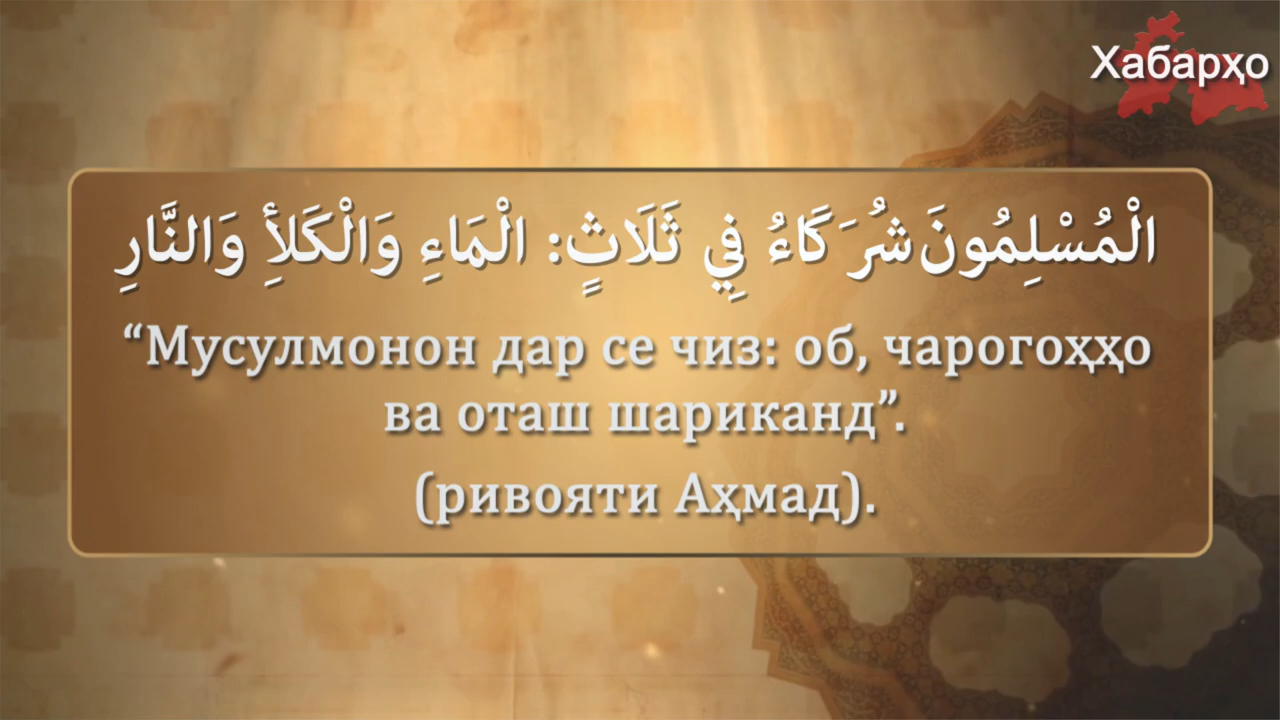 Хабарҳо
الْمُسْلِمُونَ شُرَ كَاءُ فِي ثَلَاثٍ: الْمَاءِ وَالْكَلأِ وَالنَّارِ
“Мусулмонон дар се чиз: об, чарогоҳҳо
ва оташ шариканд”.
(ривояти Аҳмад).